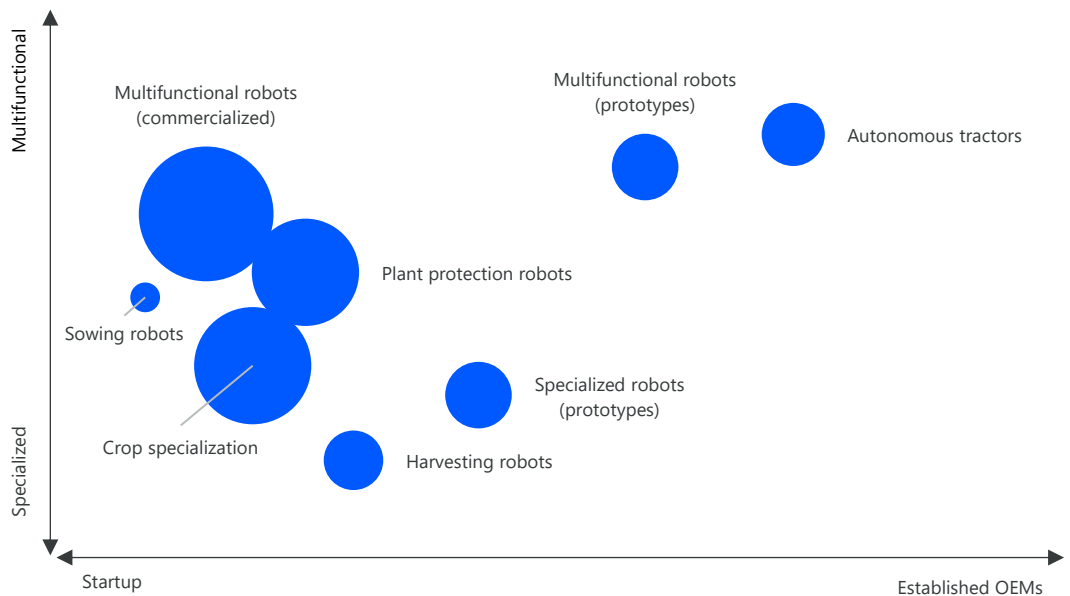 Multifunctional
Multifunctional robots
(commercialized)
Multifunctional robots
(prototypes)
Autonomous tractors
Plant protection robots
Sowing robots
Specialized robots
(prototypes)
Crop specialization
Harvesting robots
Specialized
Startup
Established OEMs